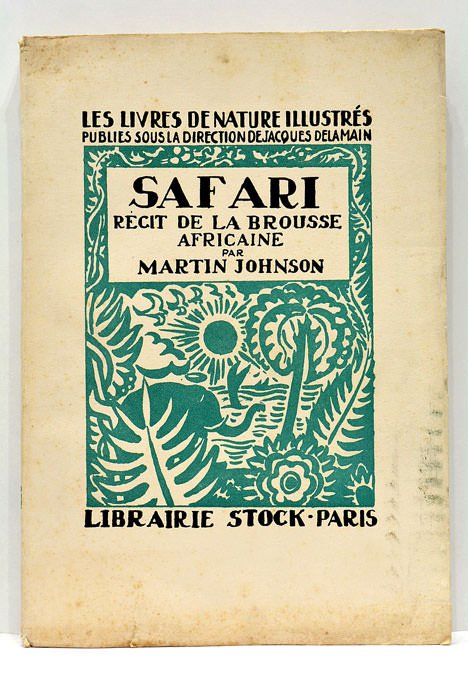 LES LIVRES DE NATURE ILLUSTRÉS
PUBLIÉS SOUS LA DIRECTION DE JACQUES DELAMAIN
SAFARI
RÉCIT DE LA BROUSSE
AFRICAINE
PAR
MARTIN JOHNSON
LIBRAIRIE STOCK·PARIS